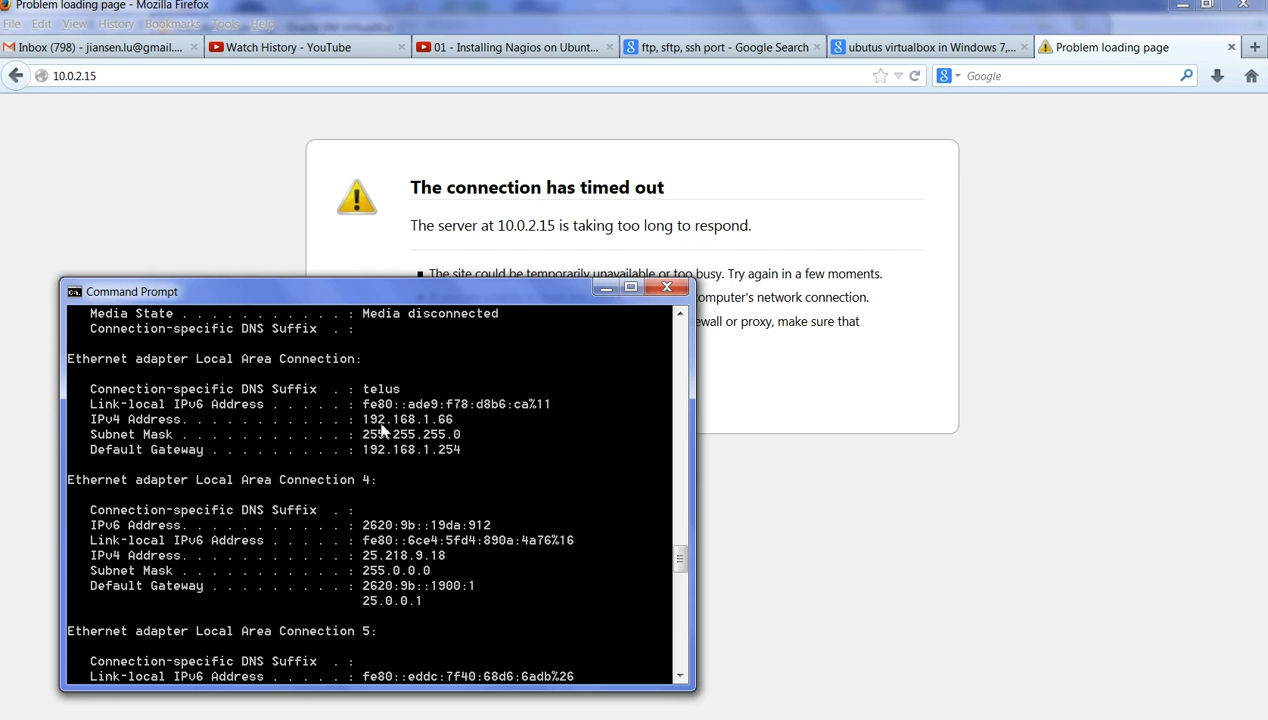 Problem loading page - Mozilla Firefox
File Edit View History Bookmarks Tools Help
Inbox (798) - jiansen.lu@gmail....
Watch History - YouTube
01 - Installing Nagios on Ubunt...
ftp, sftp, ssh port - Google Search
ubutus virtualbox in Windows 7,...
Problem loading page
10.0.2.15
Google
The connection has timed out
The server at 10.0.2.15 is taking too long to respond.
The site could be temporarily unavailable or too busy. Try again in a few moments.
omputer's network connection.
ewall or proxy, make sure that
Command Prompt
Media State . . . . . . . . . . . : Media disconnected
Connection-specific DNS Suffix . :
Ethernet adapter Local Area Connection:
Connection-specific DNS Suffix . : telus
Link-local IPv6 Address . . . . . : fe80::ade9:f78:d8b6:ca%11
IPv4 Address. . . . . . . . . . . : 192.168.1.66
Subnet Mask . . . . . . . . . . . : 255.255.255.0
Default Gateway . . . . . . . . . : 192.168.1.254
Ethernet adapter Local Area Connection 4:
Connection-specific DNS Suffix . :
IPv6 Address. . . . . . . . . . . : 2620:9b::19da:912
Link-local IPv6 Address . . . . . : fe80::6ce4:5fd4:890a:4a76%16
IPv4 Address. . . . . . . . . . . : 25.218.9.18
Subnet Mask . . . . . . . . . . . : 255.0.0.0
Default Gateway . . . . . . . . . : 2620:9b::1900:1
25.0.0.1
Ethernet adapter Local Area Connection 5:
Connection-specific DNS Suffix . :
Link-local IPv6 Address . . . . . : fe80::eddc:7f40:68d6:6adb%26